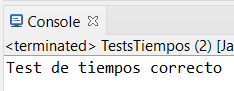 Console
<terminated> TestsTiempos (2) [Ja
Test de tiempos correcto